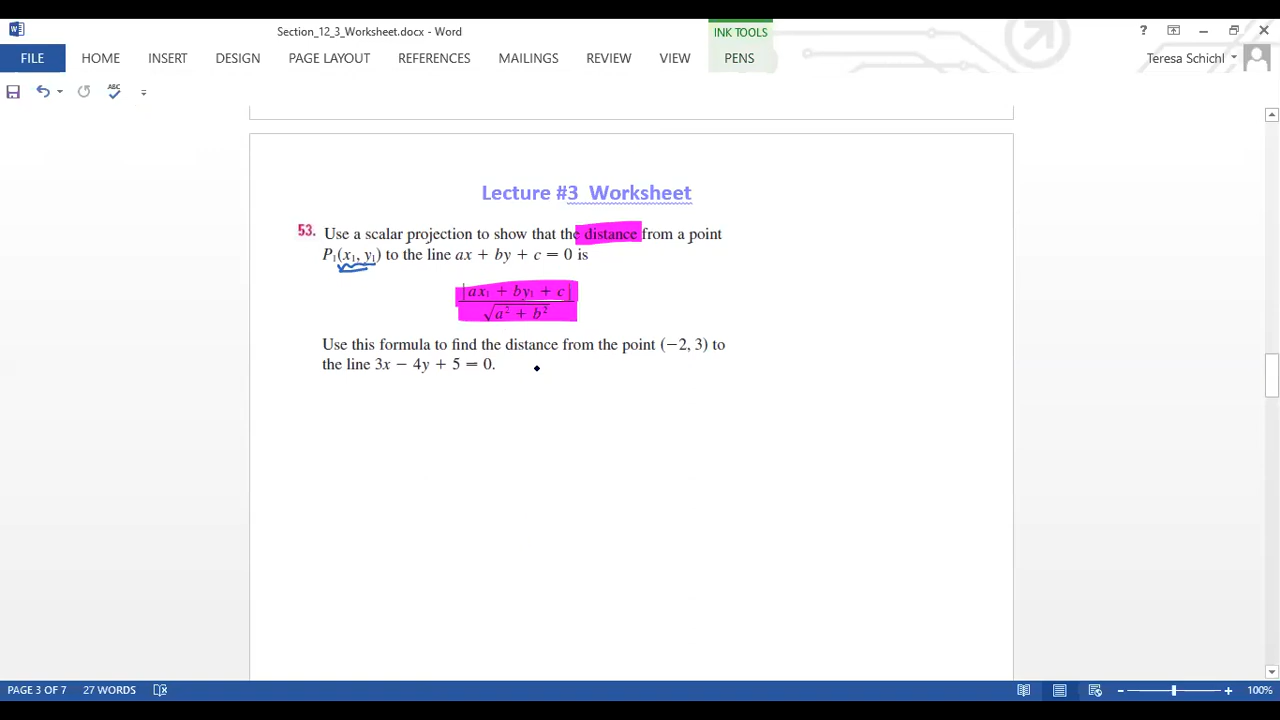 Section_12_3_Worksheet.docx - Word
INK TOOLS
?
FILE HOME INSERT DESIGN PAGE LAYOUT REFERENCES MAILINGS REVIEW VIEW PENS
Teresa Schichl
ABC
Lecture #3 Worksheet
53. Use a scalar projection to show that the distance from a point
P₁(x₁, y₁) to the line ax + by + c = 0 is
|ax₁ + by₁ + c|
√a² + b²
Use this formula to find the distance from the point (−2, 3) to
the line 3x − 4y + 5 = 0.
PAGE 3 OF 7 27 WORDS
100%